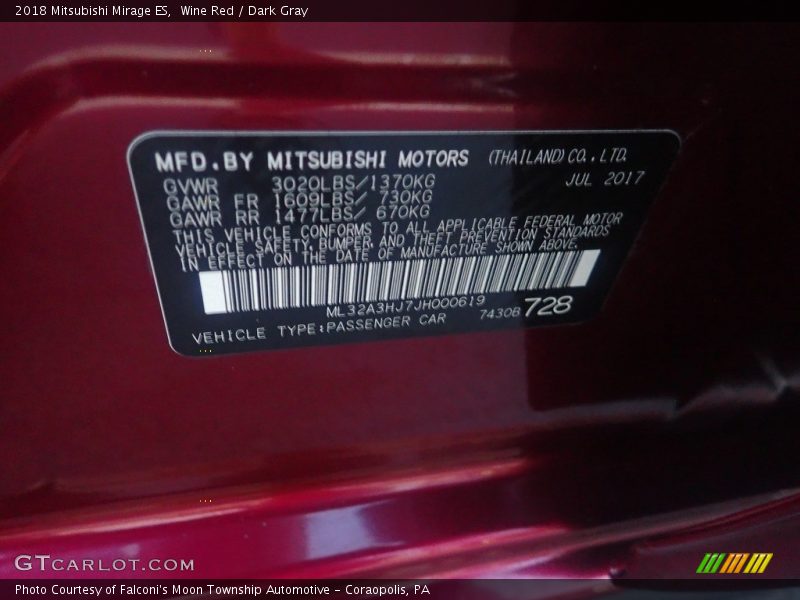 2018 Mitsubishi Mirage ES,  Wine Red / Dark Gray
MFD.BY MITSUBISHI MOTORS (THAILAND)CO.,LTD.
GVWR 3020LBS/1370KG JUL 2017
GAWR FR 1609LBS/ 730KG
GAWR RR 1477LBS/ 670KG
THIS VEHICLE CONFORMS TO ALL APPLICABLE FEDERAL MOTOR
VEHICLE SAFETY, BUMPER, AND THEFT PREVENTION STANDARDS
IN EFFECT ON THE DATE OF MANUFACTURE SHOWN ABOVE.
ML32A3HJ7JH000619
VEHICLE TYPE:PASSENGER CAR 7430B 728
GTCARLOT.COM
Photo Courtesy of Falconi's Moon Township Automotive - Coraopolis, PA